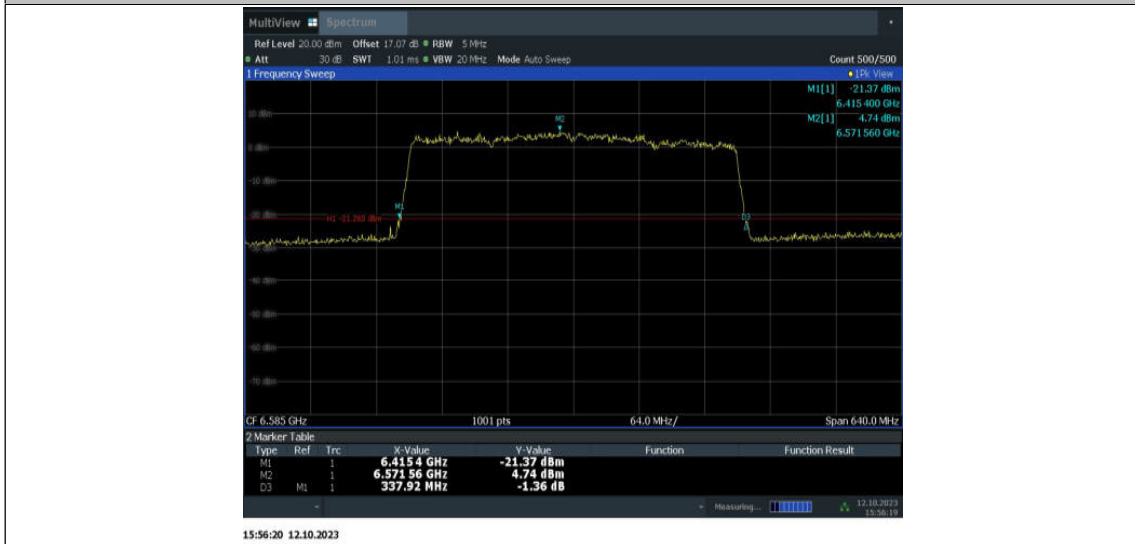 MultiView Spectrum
Ref Level 20.00 dBm Offset 17.07 dB RBW 5 MHz
Att 30 dB SWT 1.01 ms VBW 20 MHz Mode Auto Sweep Count 500/500
1 Frequency Sweep 1Pk View
M1[1] -21.37 dBm
6.415 400 GHz
M2[1] 4.74 dBm
6.571 560 GHz
10 dBm
M2
0 dBm
-10 dBm
M1
-20 dBm
H1 -21.260 dBm
D3
-30 dBm
-40 dBm
-50 dBm
-60 dBm
-70 dBm
CF 6.585 GHz 1001 pts 64.0 MHz/ Span 640.0 MHz
2 Marker Table
Type Ref Trc X-Value Y-Value Function Function Result
M1 1 6.4154 GHz -21.37 dBm
M2 1 6.571 56 GHz 4.74 dBm
D3 M1 1 337.92 MHz -1.36 dB
Measuring... 12.10.2023
15:56:19
15:56:20 12.10.2023